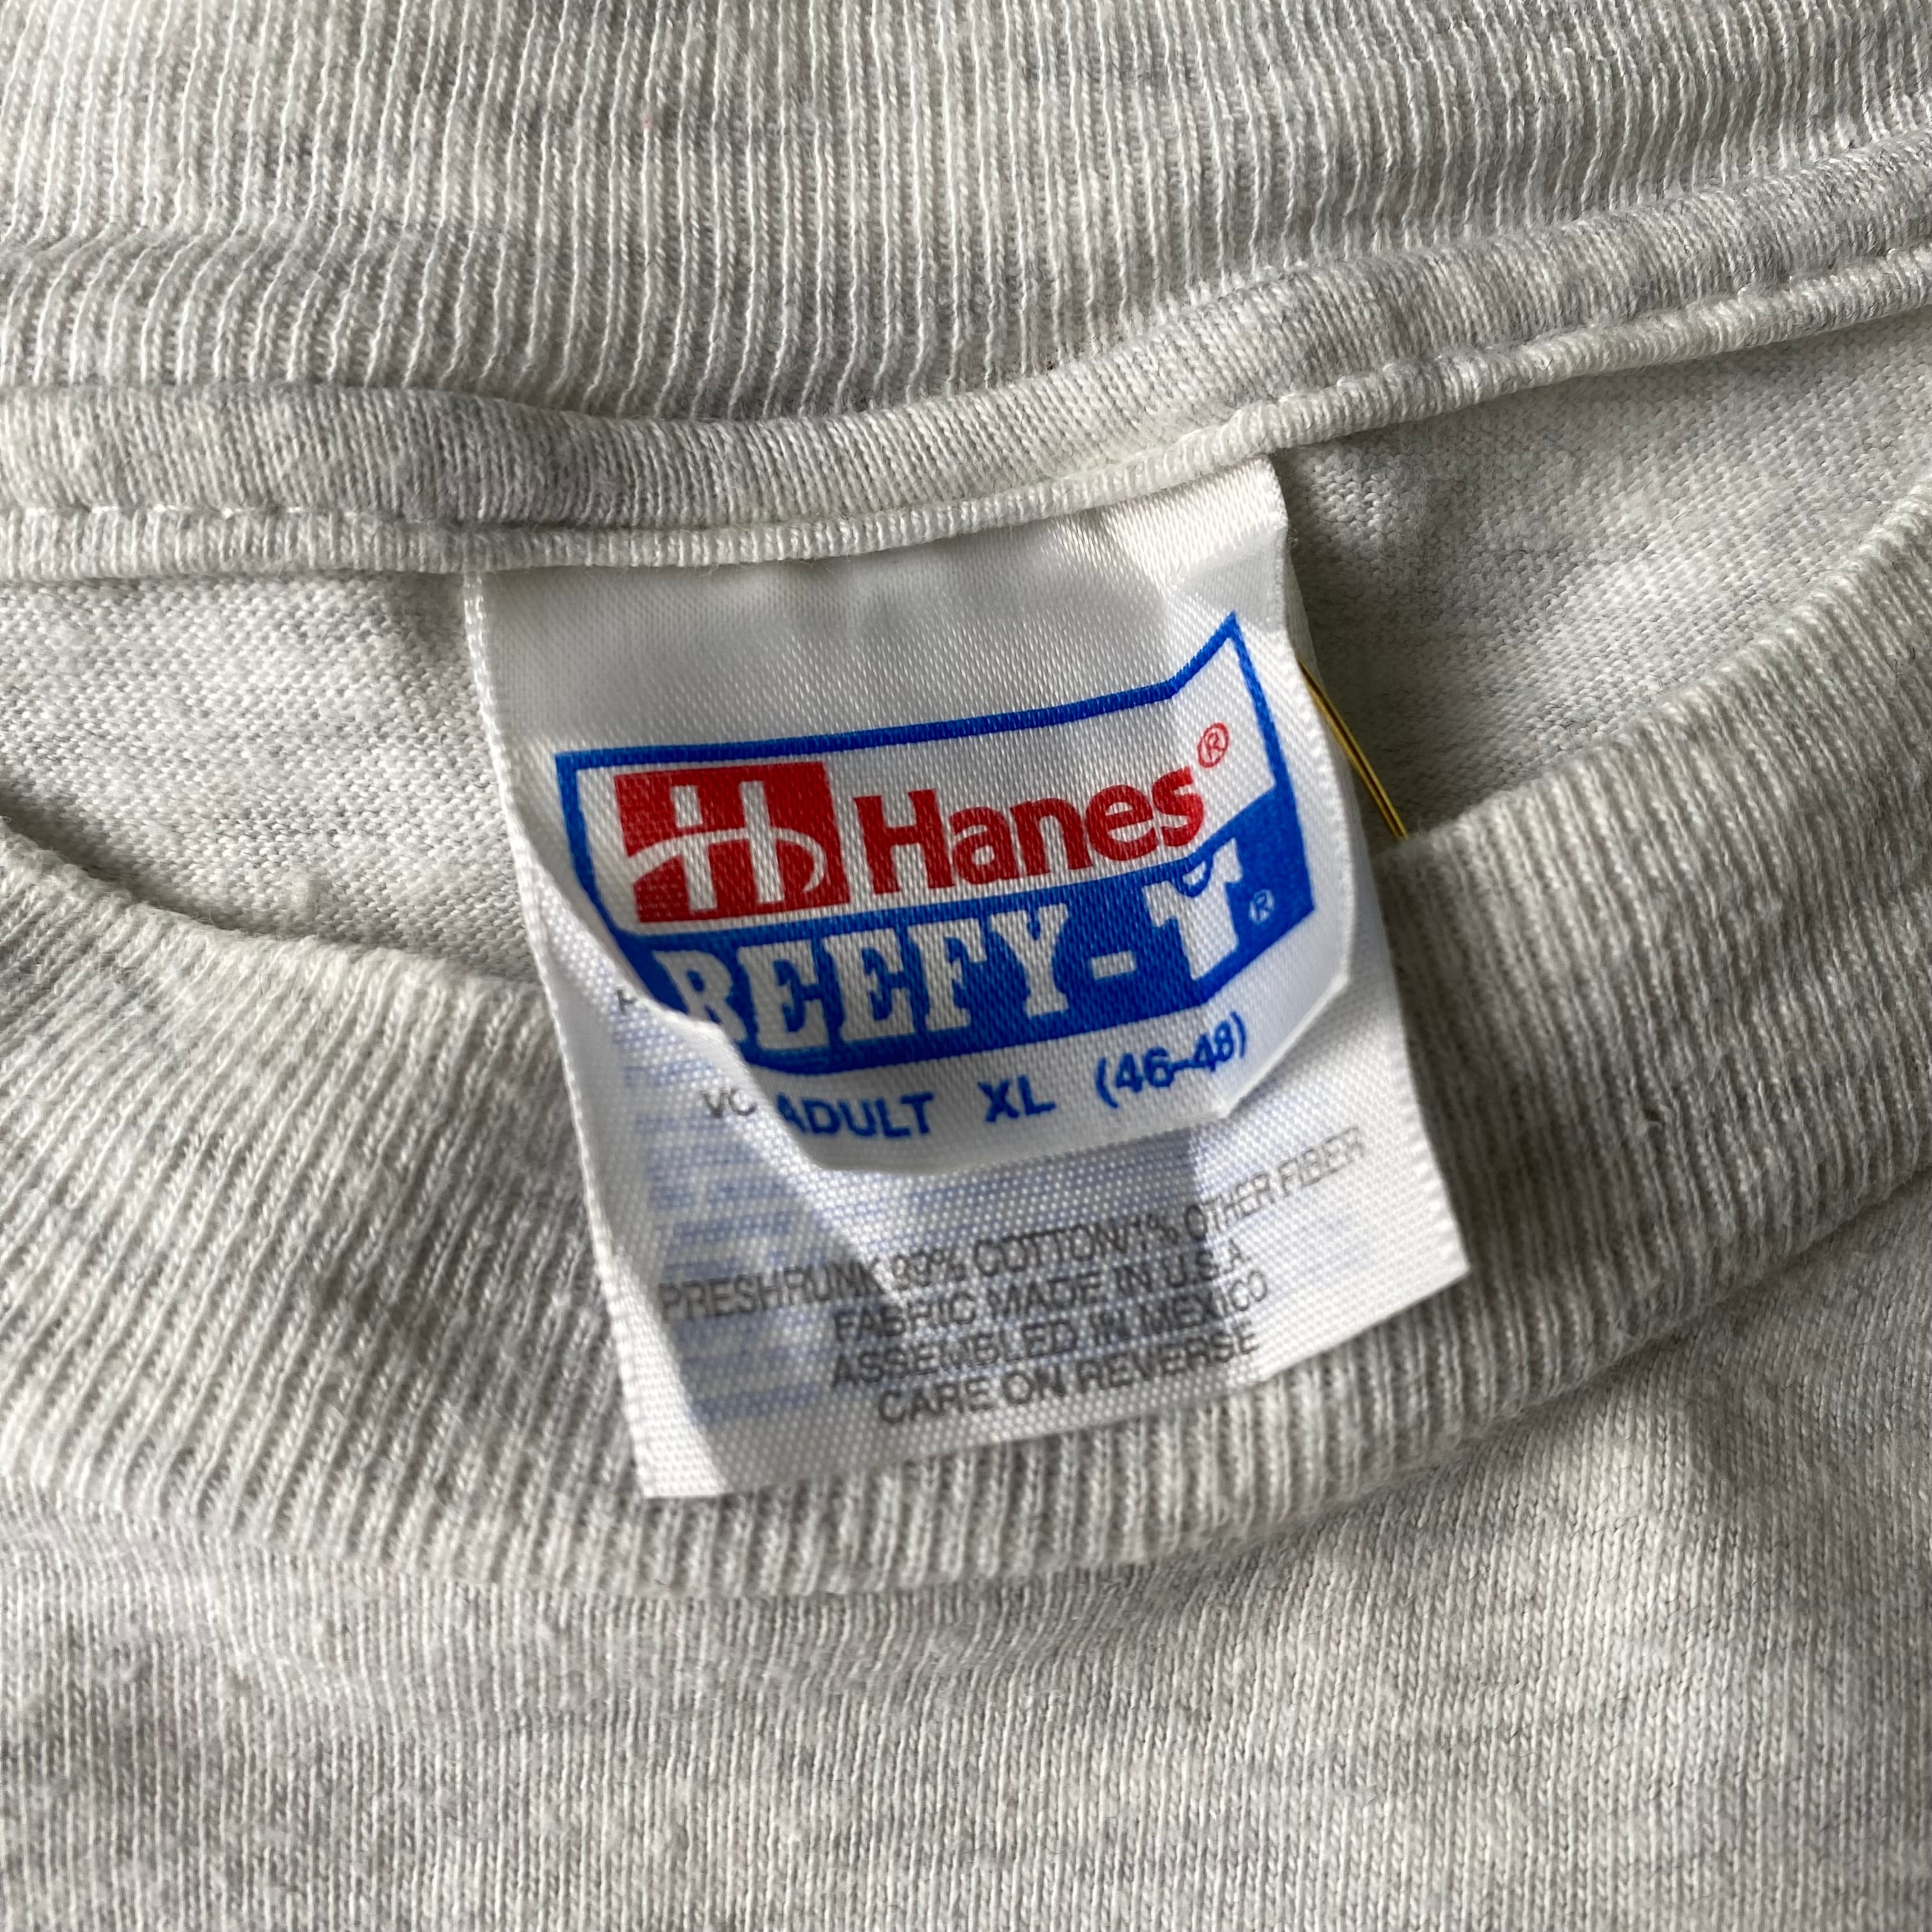 Hanes®
BEEFY-T®
ADULT XL (46-48)
PRESHRUNK 99% COTTON/1% OTHER FIBER
FABRIC MADE IN U.S.A
ASSEMBLED IN MEXICO
CARE ON REVERSE